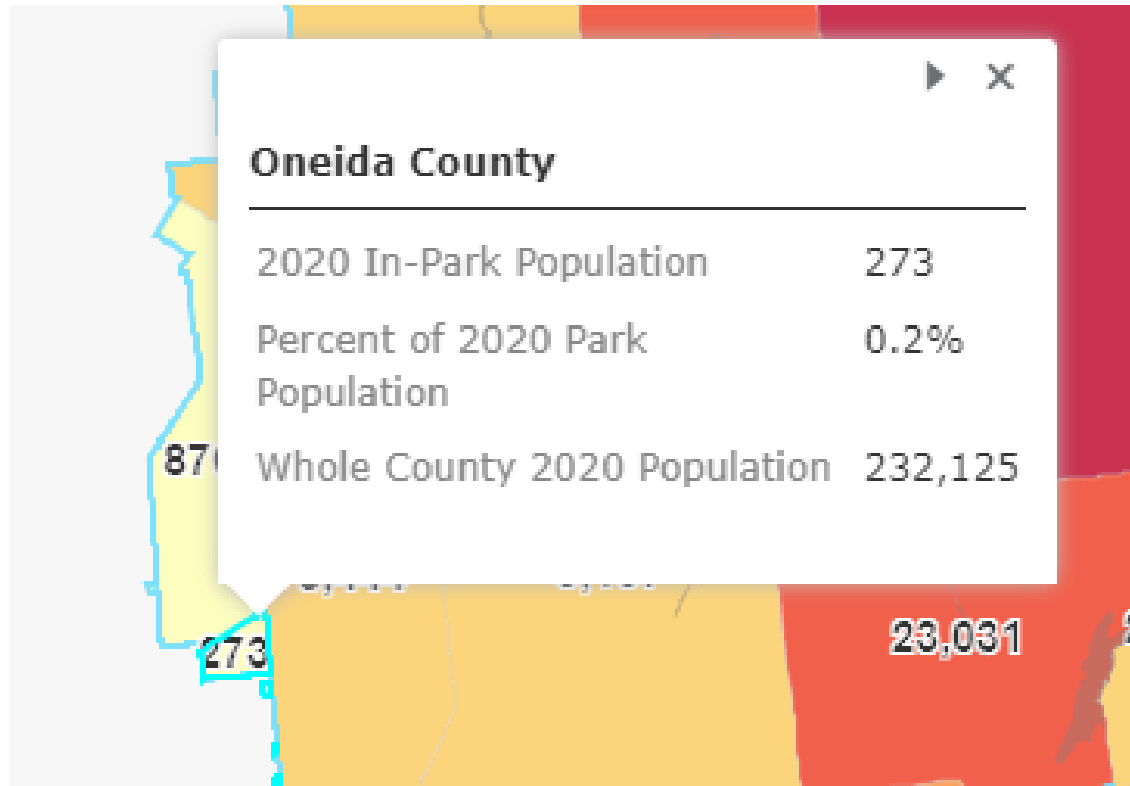 Oneida County
2020 In-Park Population 273
Percent of 2020 Park 0.2%
Population
Whole County 2020 Population 232,125
273
23,031